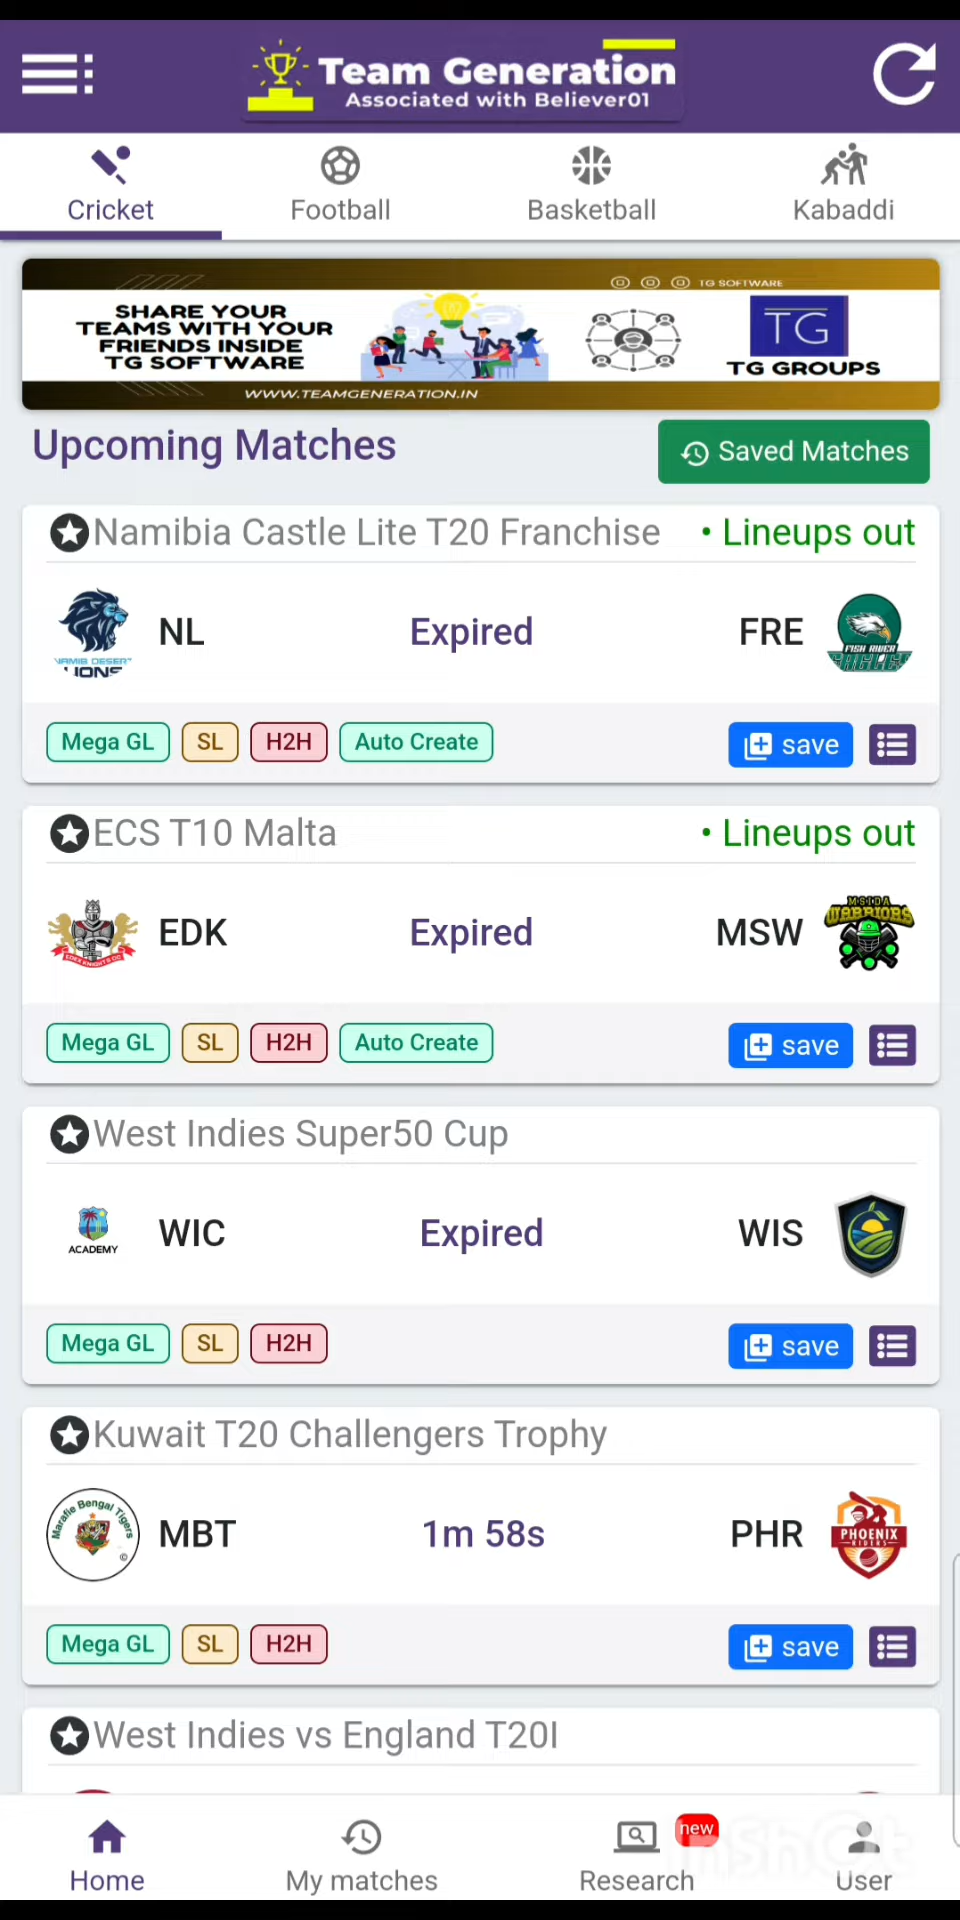 Team Generation
Associated with Believer01
Cricket
Football
Basketball
Kabaddi
TG SOFTWARE
SHARE YOUR
TEAMS WITH YOUR
FRIENDS INSIDE
TG SOFTWARE
TG
TG GROUPS
WWW.TEAMGENERATION.IN
Upcoming Matches
Saved Matches
Namibia Castle Lite T20 Franchise
• Lineups out
NL
Expired
FRE
FISH RIVER
EAGLES
Mega GL
SL
H2H
Auto Create
save
ECS T10 Malta
• Lineups out
EDK
Expired
MSW
MSIDA
WARRIORS
Mega GL
SL
H2H
Auto Create
save
West Indies Super50 Cup
ACADEMY
WIC
Expired
WIS
Mega GL
SL
H2H
save
Kuwait T20 Challengers Trophy
Marafie Bengal Tigers
©
MBT
1m 58s
PHR
PHOENIX
RIDERS
Mega GL
SL
H2H
save
West Indies vs England T20I
Home
My matches
Research
new
User